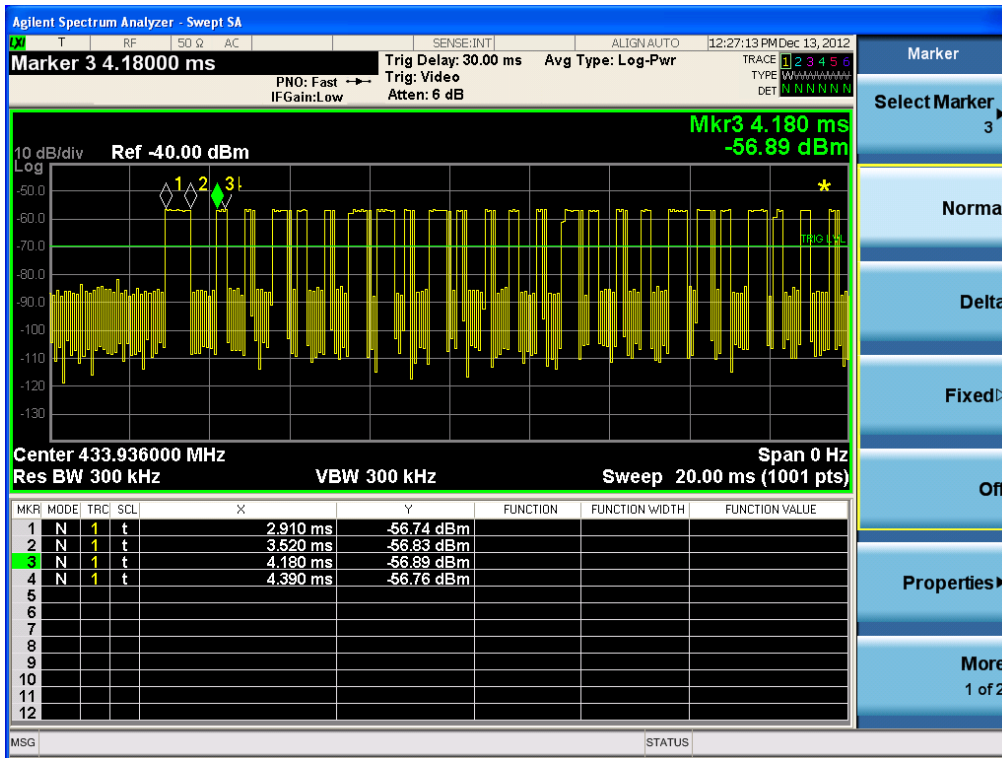 Agilent Spectrum Analyzer - Swept SA
LXI T RF 50 Ω AC SENSE:INT ALIGN AUTO 12:27:13 PM Dec 13, 2012
Marker 3 4.18000 ms
PNO: Fast
IFGain:Low
Trig Delay: 30.00 ms
Trig: Video
Atten: 6 dB
Avg Type: Log-Pwr
TRACE 1 2 3 4 5 6
TYPE
DET N N N N N N
Mkr3 4.180 ms
-56.89 dBm
10 dB/div Ref -40.00 dBm
Log
1 2 3
*
-50.0
-60.0
-70.0
-80.0
-90.0
-100
-110
-120
-130
Center 433.936000 MHz Span 0 Hz
Res BW 300 kHz VBW 300 kHz Sweep 20.00 ms (1001 pts)
MKR MODE TRC SCL X Y FUNCTION FUNCTION WIDTH FUNCTION VALUE
1 N 1 t 2.910 ms -56.74 dBm
2 N 1 t 3.520 ms -56.83 dBm
3 N 1 t 4.180 ms -56.89 dBm
4 N 1 t 4.390 ms -56.76 dBm
5
6
7
8
9
10
11
12
MSG STATUS
Marker
Select Marker
3
Norma
Delta
Fixed
Off
Properties
More
1 of 2